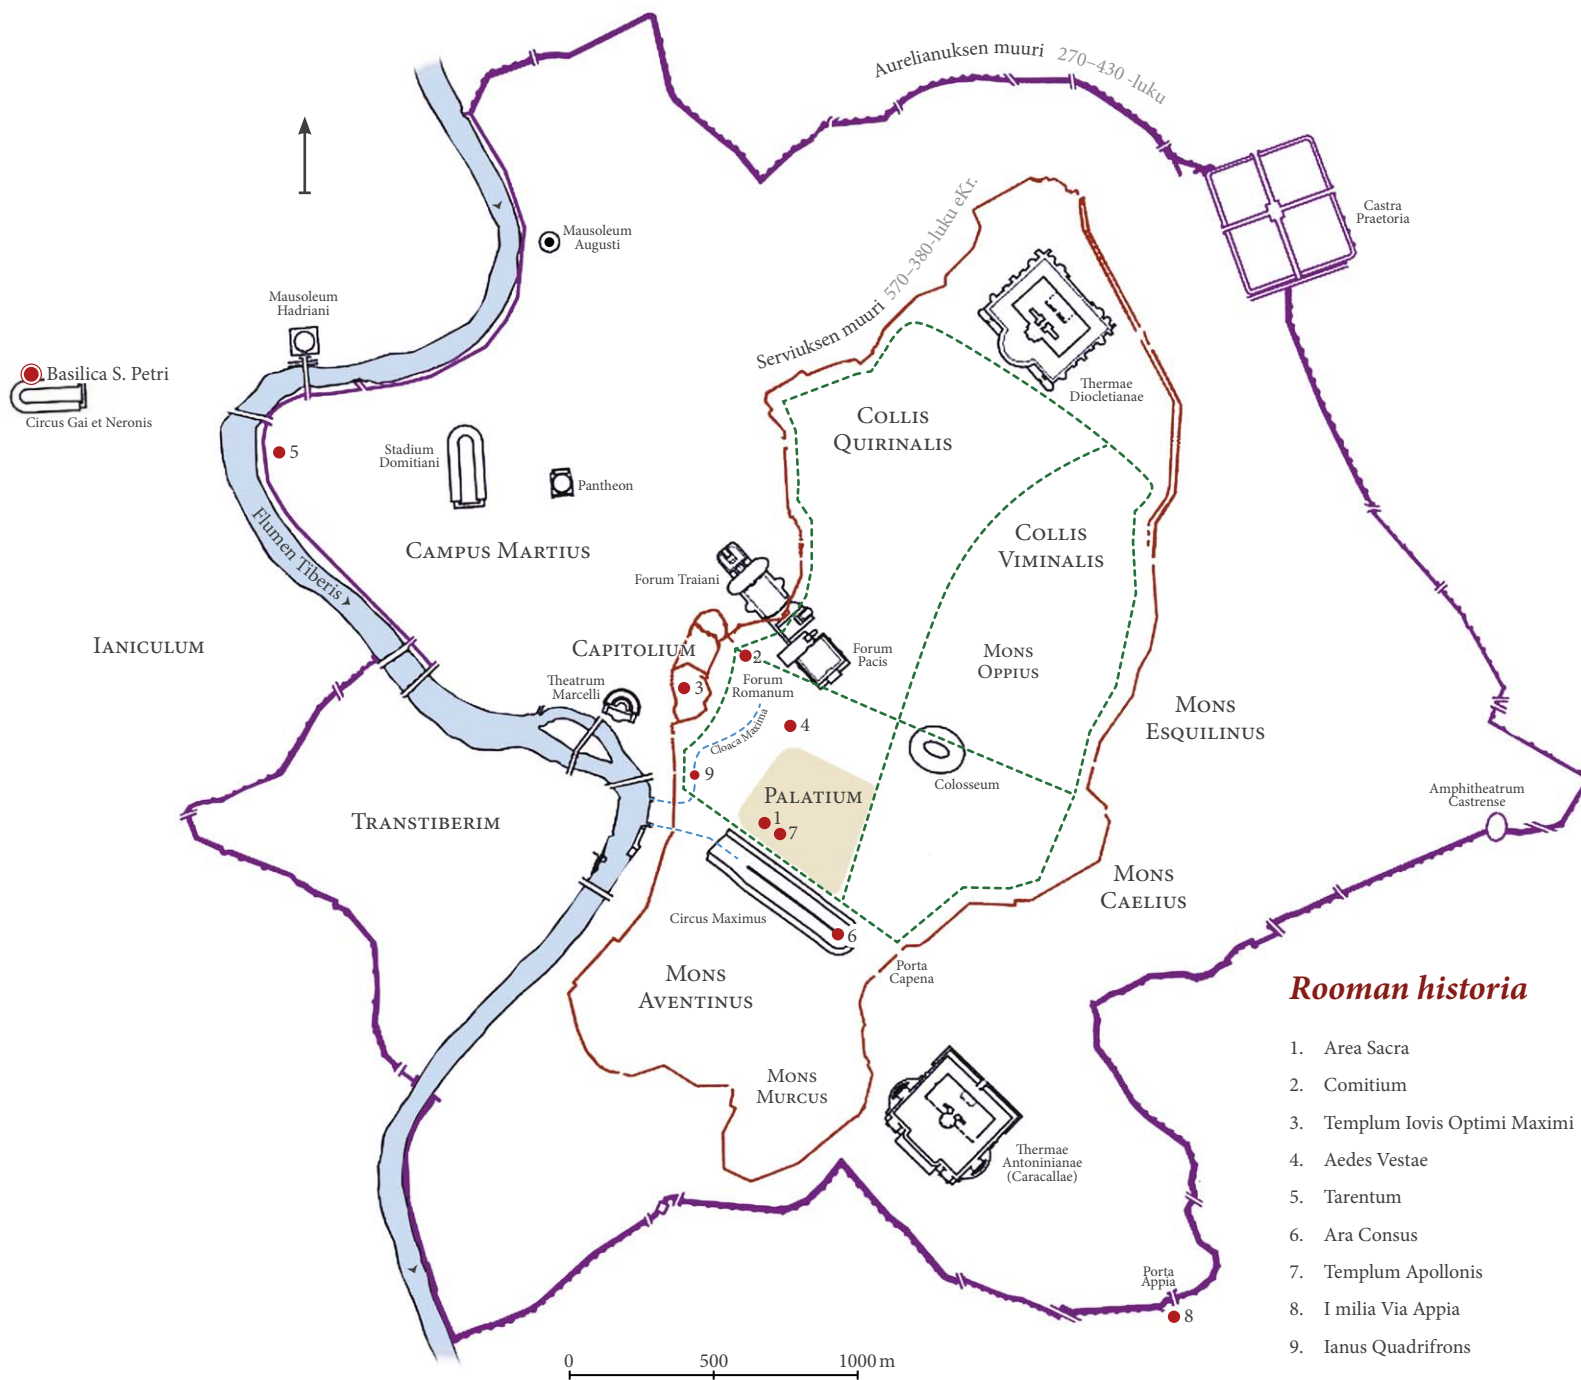 Aurelianuksen muuri 270–430 -luku
Castra
Praetoria
Serviuksen muuri 570–380-luku eKr.
Mausoleum
Augusti
Mausoleum
Hadriani
Basilica S. Petri
Circus Gai et Neronis
Thermae
Diocletianae
Collis
Quirinalis
5
Stadium
Domitiani
Pantheon
Flumen Tiberis
Campus Martius
Collis
Viminalis
Forum Traiani
Ianiculum
Capitolium
2
Forum
Pacis
Mons
Oppius
Theatrum
Marcelli
3
Forum
Romanum
Cloaca Maxima
4
Mons
Esquilinus
9
Colosseum
Palatium
1
7
Transtiberim
Amphitheatrum
Castrense
Mons
Caelius
Circus Maximus
6
Porta
Capena
Mons
Aventinus
Mons
Murcus
Thermae
Antoninianae
(Caracallae)
Porta
Appia
8
0 500 1000 m
Rooman historia
1. Area Sacra
2. Comitium
3. Templum Iovis Optimi Maximi
4. Aedes Vestae
5. Tarentum
6. Ara Consus
7. Templum Apollonis
8. I milia Via Appia
9. Ianus Quadrifrons